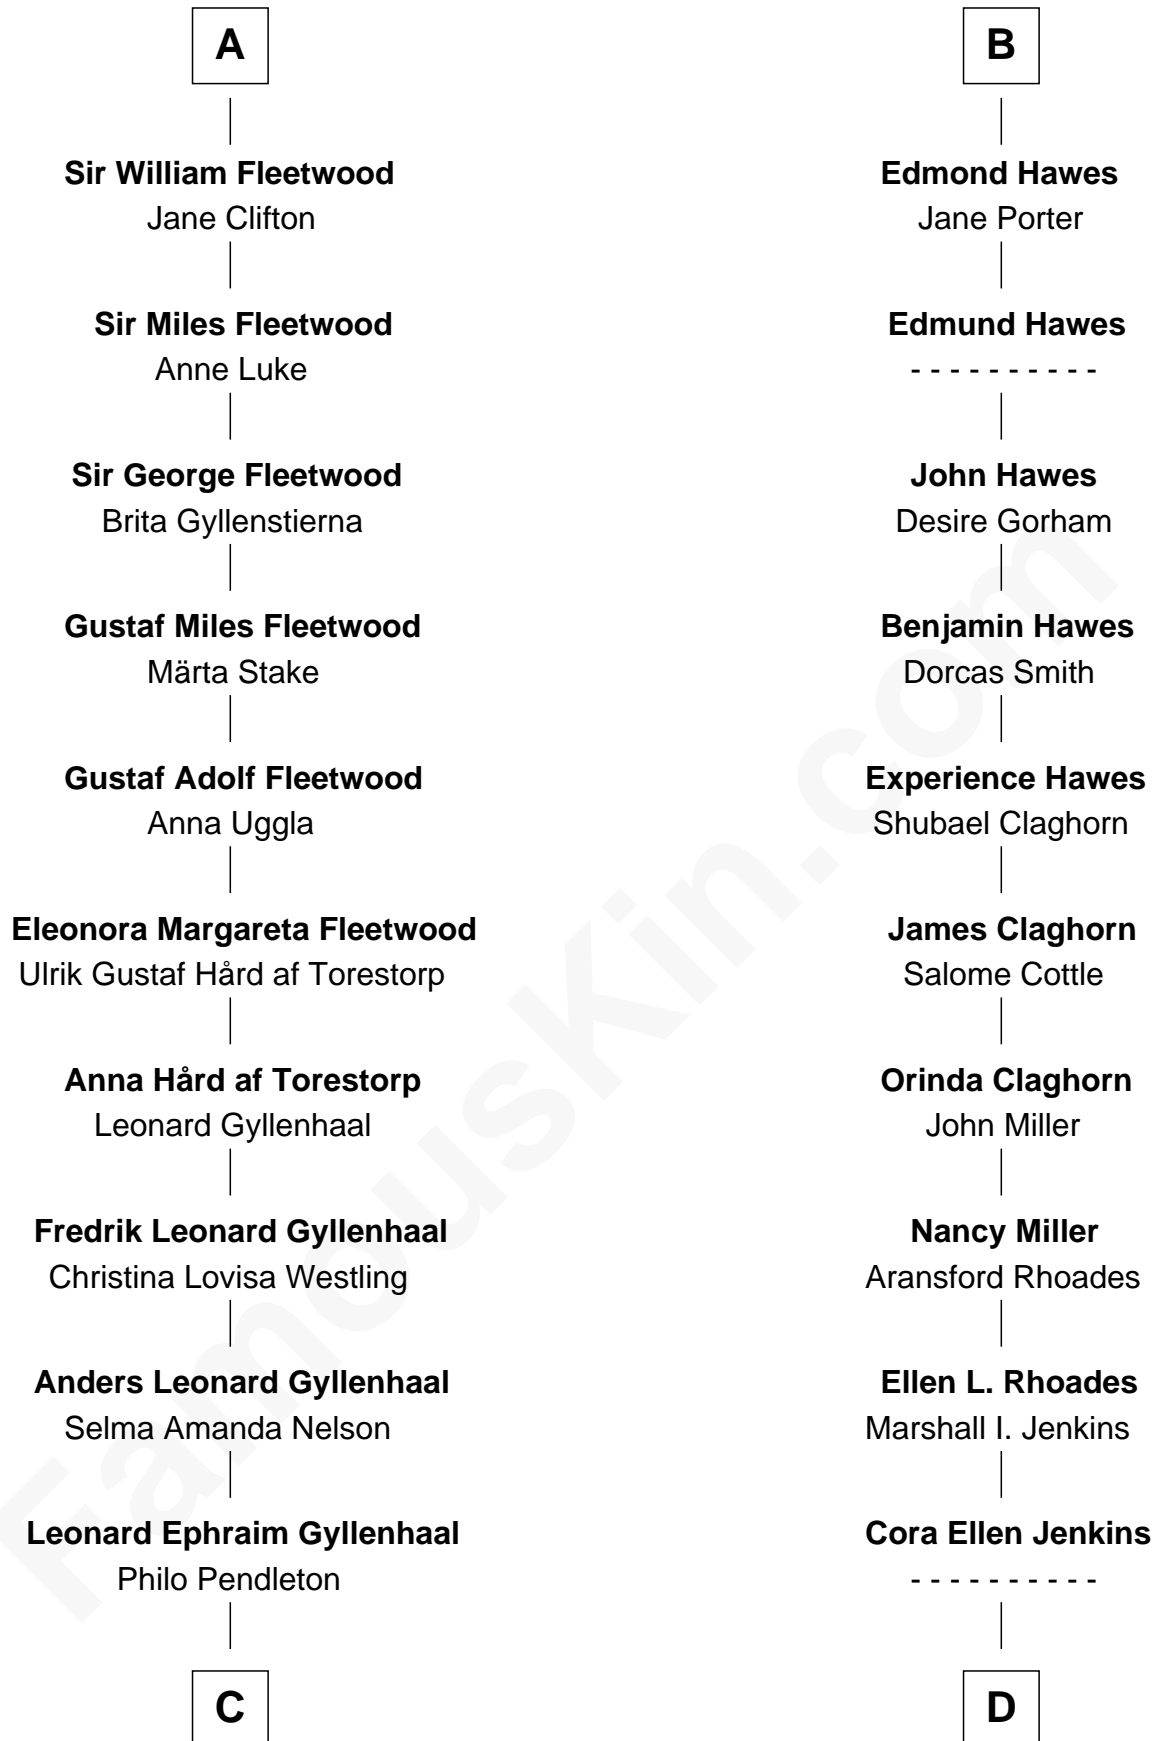 A
Sir William Fleetwood
Jane Clifton
Sir Miles Fleetwood
Anne Luke
Sir George Fleetwood
Brita Gyllenstierna
Gustaf Miles Fleetwood
Märta Stake
Gustaf Adolf Fleetwood
Anna Uggla
Eleonora Margareta Fleetwood
Ulrik Gustaf Hård af Torestorp
Anna Hård af Torestorp
Leonard Gyllenhaal
Fredrik Leonard Gyllenhaal
Christina Lovisa Westling
Anders Leonard Gyllenhaal
Selma Amanda Nelson
Leonard Ephraim Gyllenhaal
Philo Pendleton
C
B
Edmond Hawes
Jane Porter
Edmund Hawes
- - - - - - - - - -
John Hawes
Desire Gorham
Benjamin Hawes
Dorcas Smith
Experience Hawes
Shubael Claghorn
James Claghorn
Salome Cottle
Orinda Claghorn
John Miller
Nancy Miller
Aransford Rhoades
Ellen L. Rhoades
Marshall I. Jenkins
Cora Ellen Jenkins
- - - - - - - - - -
D
FamousKin.com